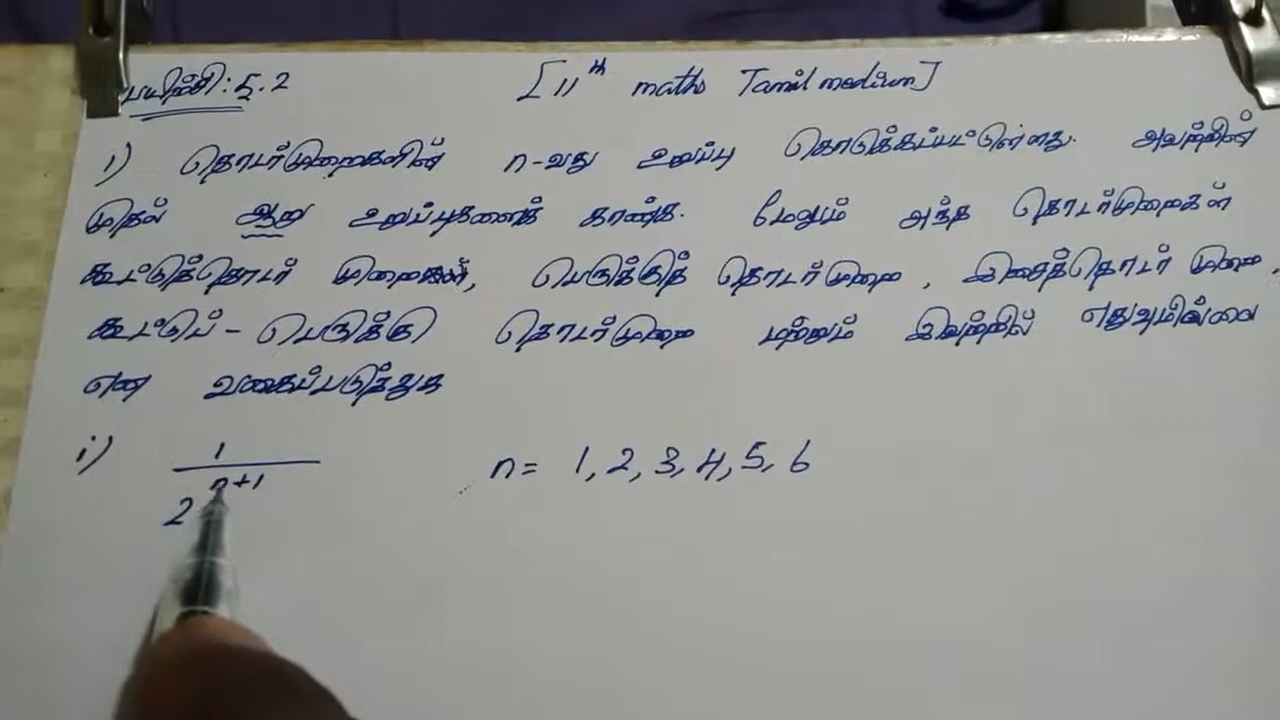 பயிற்சி: 5.2 [11th maths Tamil medium]
1) தொடர்முறைகளின் n-வது உறுப்பு கொடுக்கப்பட்டுள்ளது. அவற்றின்
முதல் ஆறு உறுப்புகளைக் காண்க. மேலும் அந்த தொடர்முறைகள்
கூட்டுத்தொடர் முறைகள், பெருக்குத் தொடர்முறை, இசைத்தொடர் முறை,
கூட்டுப் - பெருக்கு தொடர்முறை மற்றும் இவற்றில் எதுவுமில்லை
என வகைப்படுத்துக
i) 1/2^(n+1) n = 1, 2, 3, 4, 5, 6